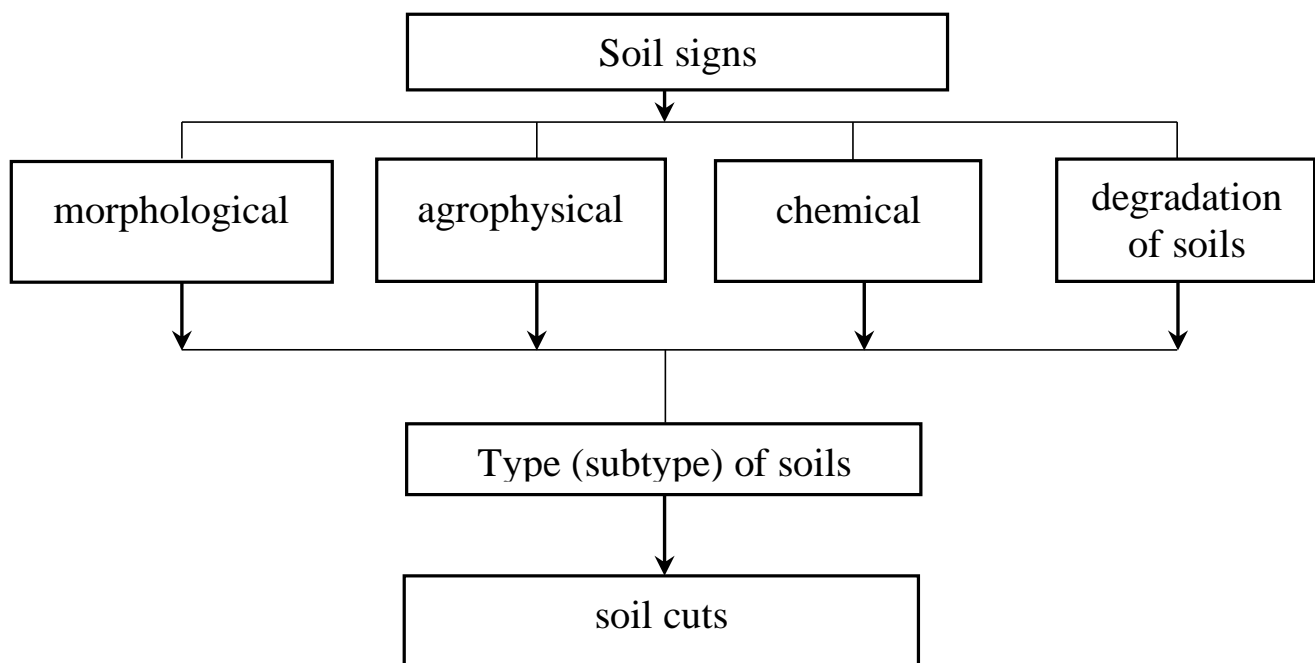 Soil signs
morphological
agrophysical
chemical
degradation
of soils
Type (subtype) of soils
soil cuts